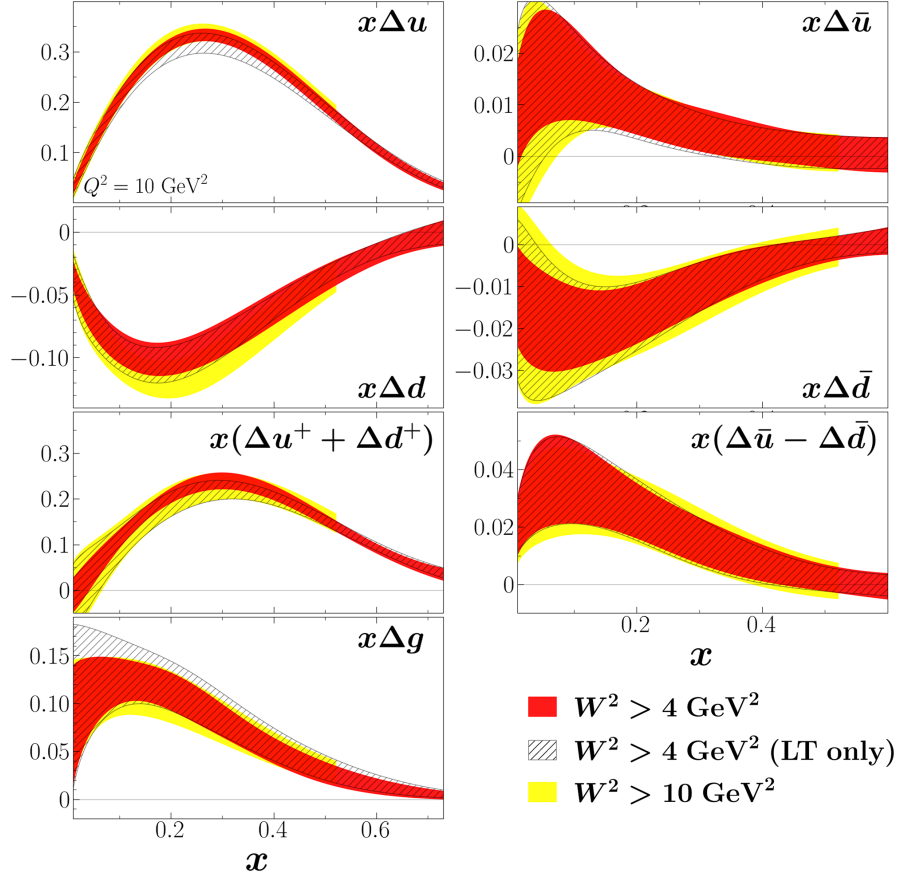 xΔu
0.3
0.2
0.1
Q² = 10 GeV²
xΔū
0.02
0.01
0
0
−0.05
−0.10
xΔd
0
−0.01
−0.02
−0.03
xΔd̄
x(Δu⁺ + Δd⁺)
0.3
0.2
0.1
0
x(Δū − Δd̄)
0.04
0.02
0
0.2 0.4
x
xΔg
0.15
0.10
0.05
0
0.2 0.4 0.6
x
W² > 4 GeV²
W² > 4 GeV² (LT only)
W² > 10 GeV²